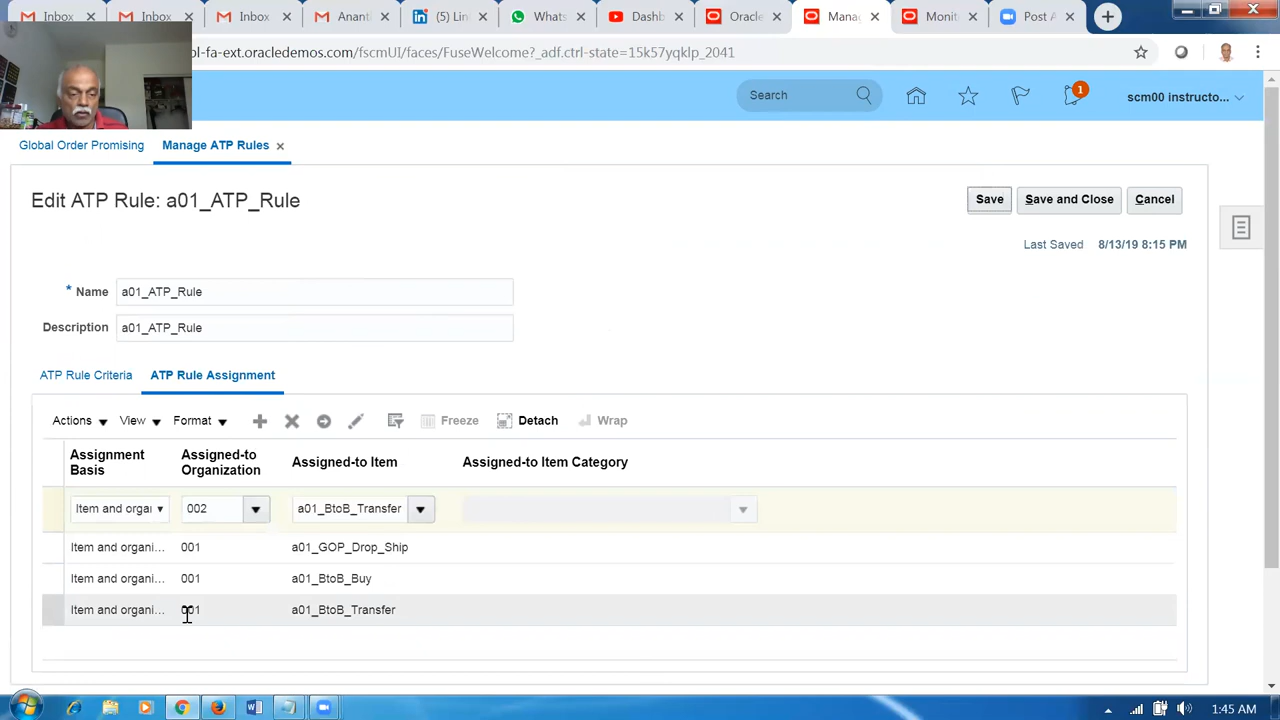 Inbox
Inbox
Inbox
Anant
(5) Lin
What:
Dashb
Oracl
Mana
Moni
Post A
ol-fa-ext.oracledemos.com/fscmUI/faces/FuseWelcome?_adf.ctrl-state=15k57yqklp_2041
Search
1
scm00 instructo...
Global Order Promising
Manage ATP Rules
Edit ATP Rule: a01_ATP_Rule
Save
Save and Close
Cancel
Last Saved 8/13/19 8:15 PM
* Name a01_ATP_Rule
Description a01_ATP_Rule
ATP Rule Criteria
ATP Rule Assignment
Actions View Format Freeze Detach Wrap
Assignment Basis Assigned-to Organization Assigned-to Item Assigned-to Item Category
Item and orgai 002 a01_BtoB_Transfer
Item and organi... 001 a01_GOP_Drop_Ship
Item and organi... 001 a01_BtoB_Buy
Item and organi... 001 a01_BtoB_Transfer
1:45 AM